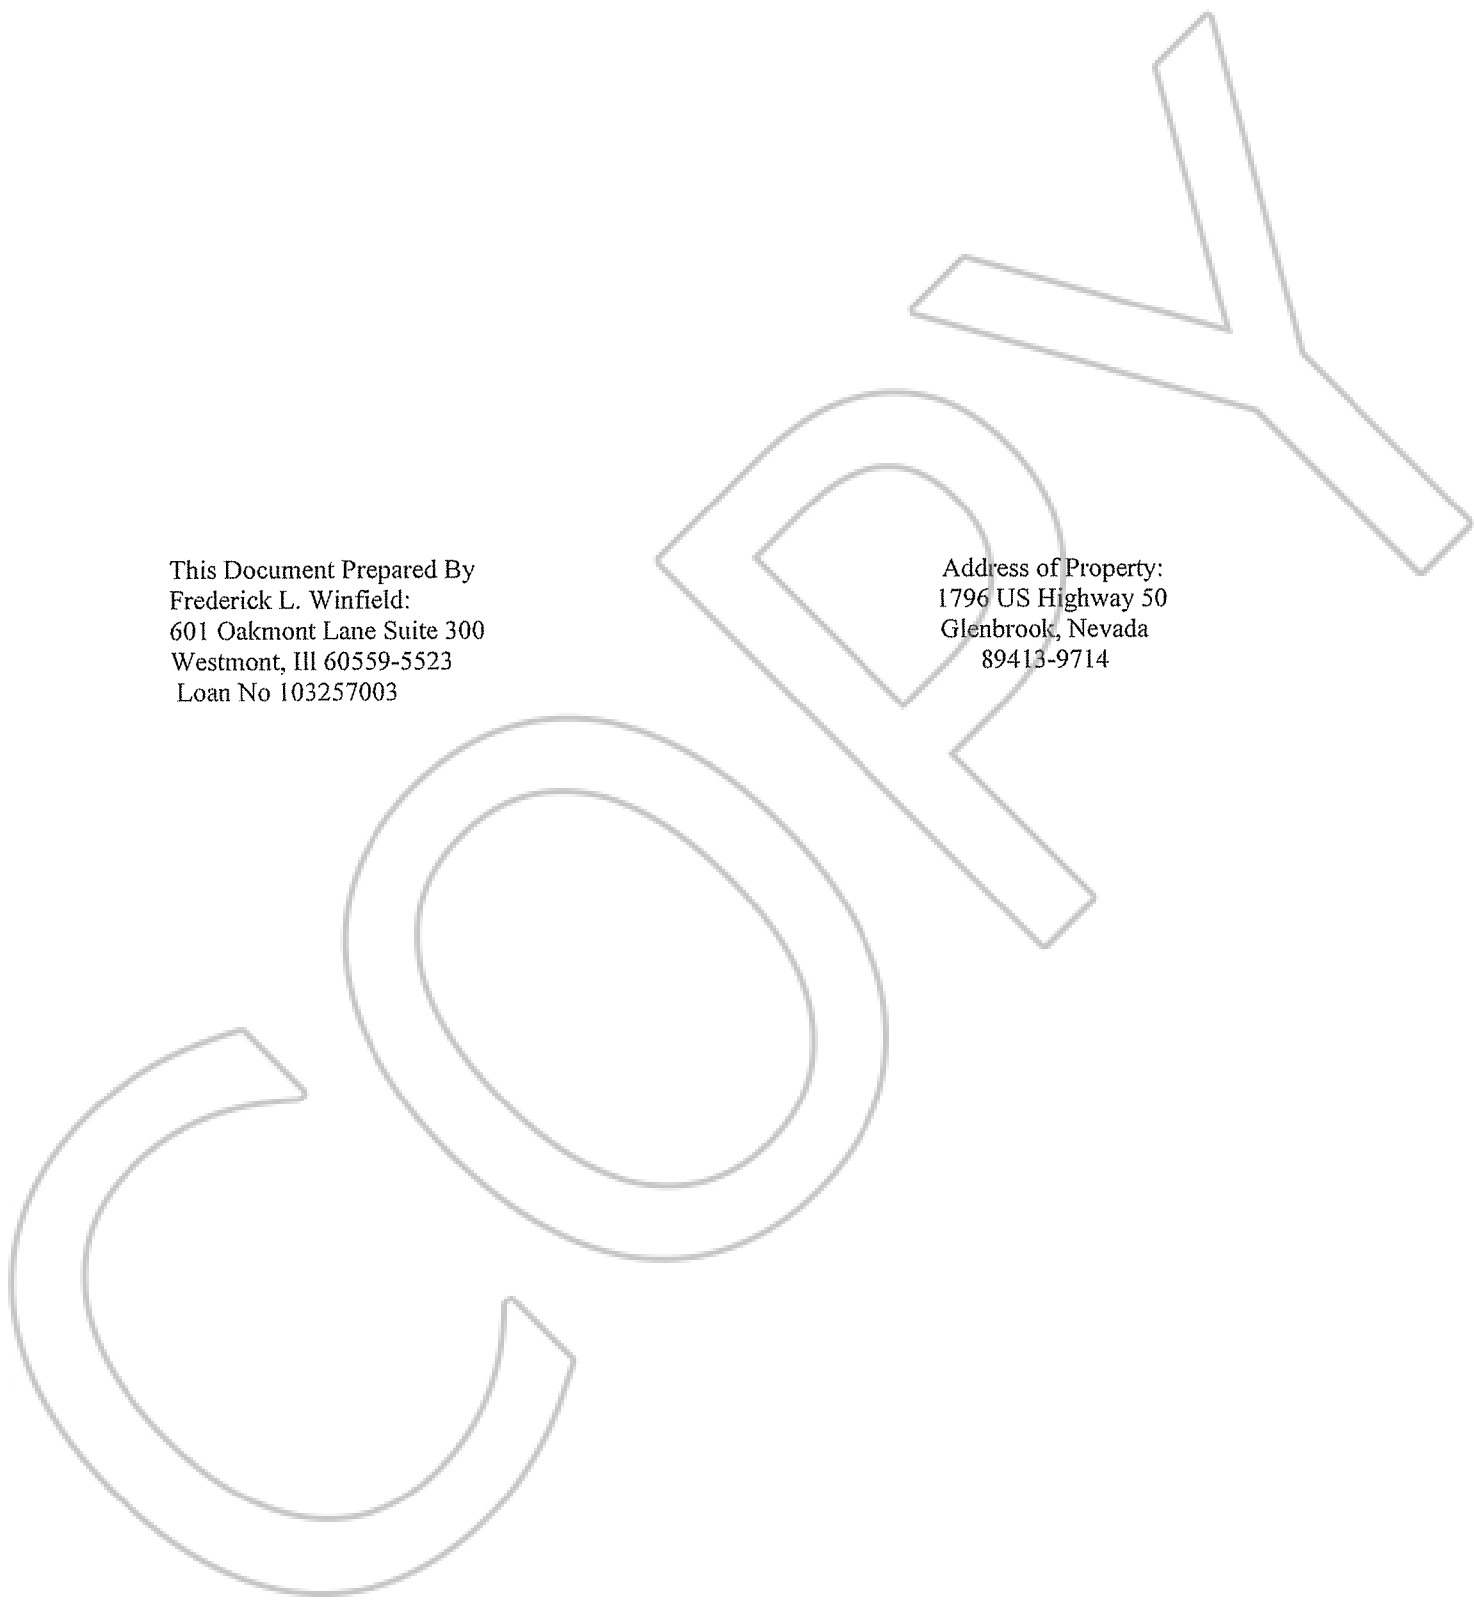 This Document Prepared By
Frederick L. Winfield:
601 Oakmont Lane Suite 300
Westmont, Ill 60559-5523
Loan No 103257003
Address of Property:
1796 US Highway 50
Glenbrook, Nevada
89413-9714
COPY